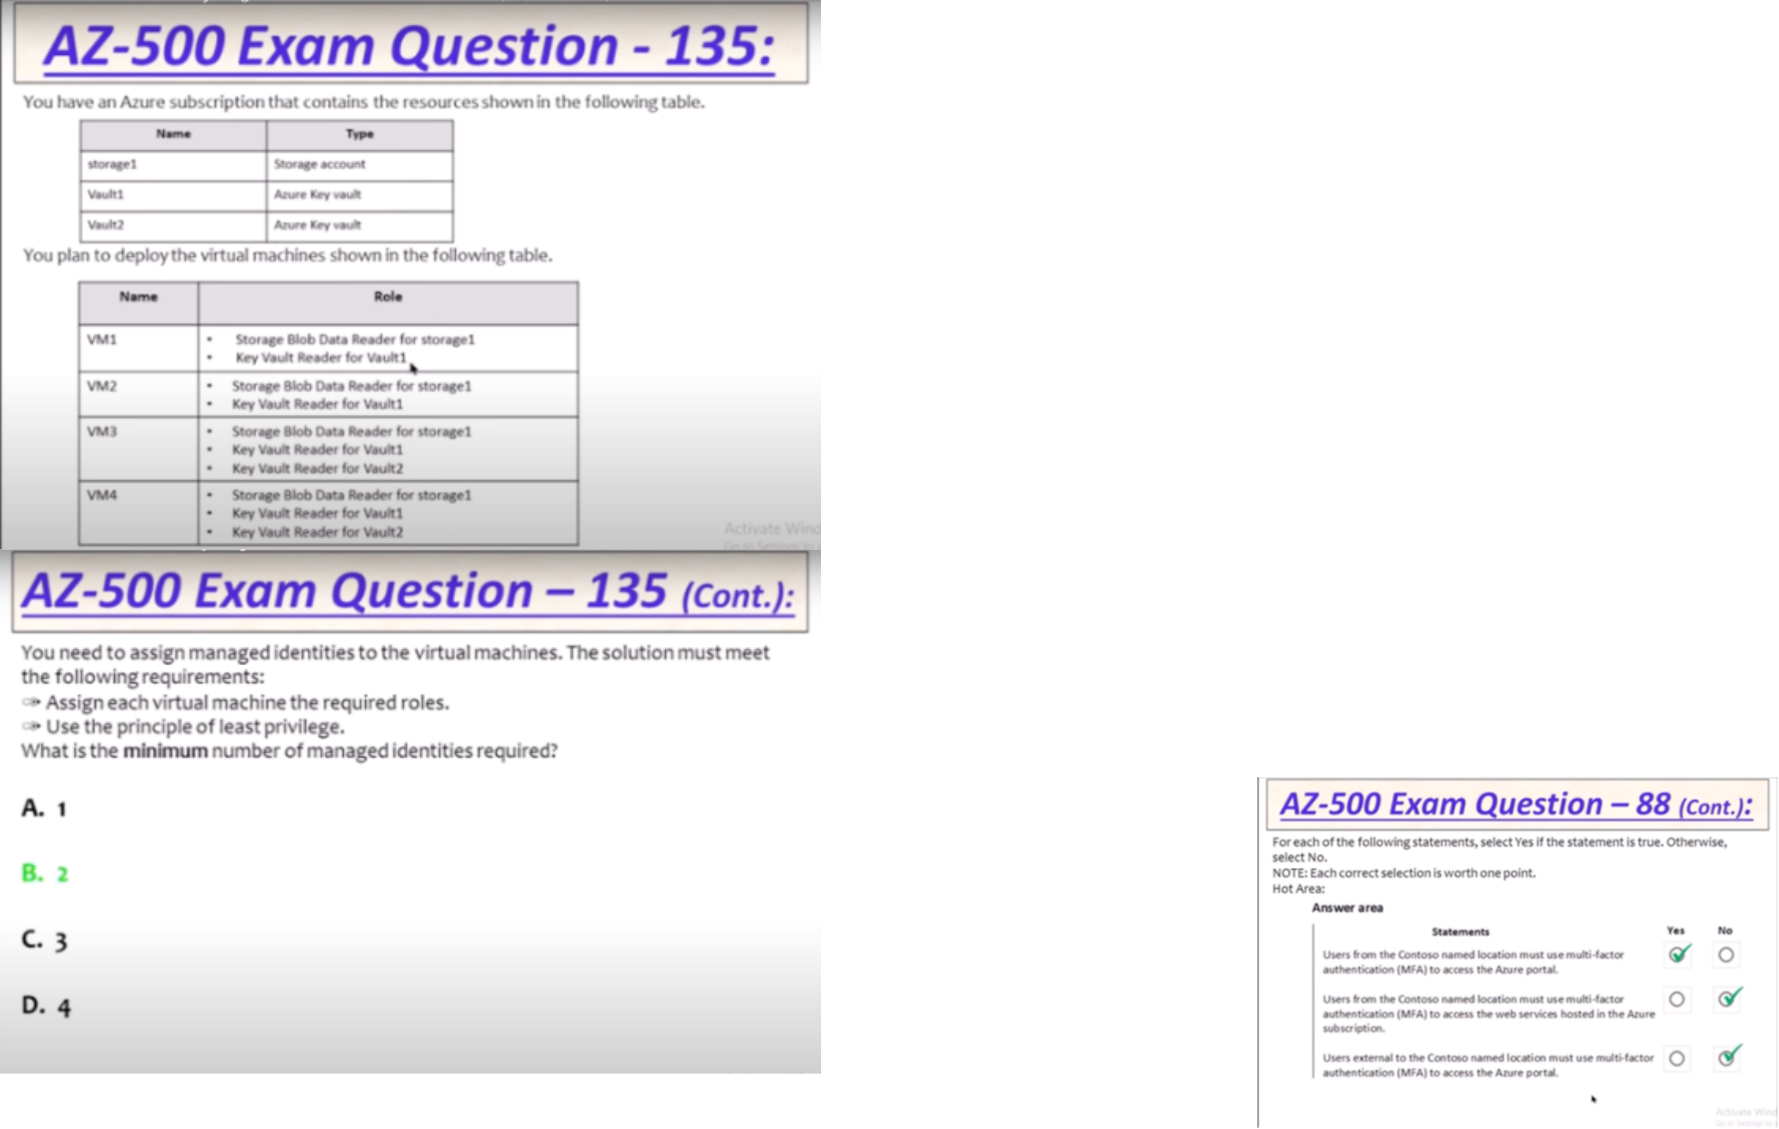 AZ-500 Exam Question - 135:
You have an Azure subscription that contains the resources shown in the following table.
Name Type
storage1 Storage account
Vault1 Azure Key vault
Vault2 Azure Key vault
You plan to deploy the virtual machines shown in the following table.
Name Role
VM1 • Storage Blob Data Reader for storage1
• Key Vault Reader for Vault1
VM2 • Storage Blob Data Reader for storage1
• Key Vault Reader for Vault1
VM3 • Storage Blob Data Reader for storage1
• Key Vault Reader for Vault1
• Key Vault Reader for Vault2
VM4 • Storage Blob Data Reader for storage1
• Key Vault Reader for Vault1
• Key Vault Reader for Vault2
Activate Wind
Go to Settings to
AZ-500 Exam Question – 135 (Cont.):
You need to assign managed identities to the virtual machines. The solution must meet
the following requirements:
Assign each virtual machine the required roles.
Use the principle of least privilege.
What is the minimum number of managed identities required?
A. 1
B. 2
C. 3
D. 4
AZ-500 Exam Question – 88 (Cont.):
For each of the following statements, select Yes if the statement is true. Otherwise,
select No.
NOTE: Each correct selection is worth one point.
Hot Area:
Answer area
Statements Yes No
Users from the Contoso named location must use multi-factor
authentication (MFA) to access the Azure portal.
Users from the Contoso named location must use multi-factor
authentication (MFA) to access the web services hosted in the Azure
subscription.
Users external to the Contoso named location must use multi-factor
authentication (MFA) to access the Azure portal.
Activate Wind
Go to Settings to